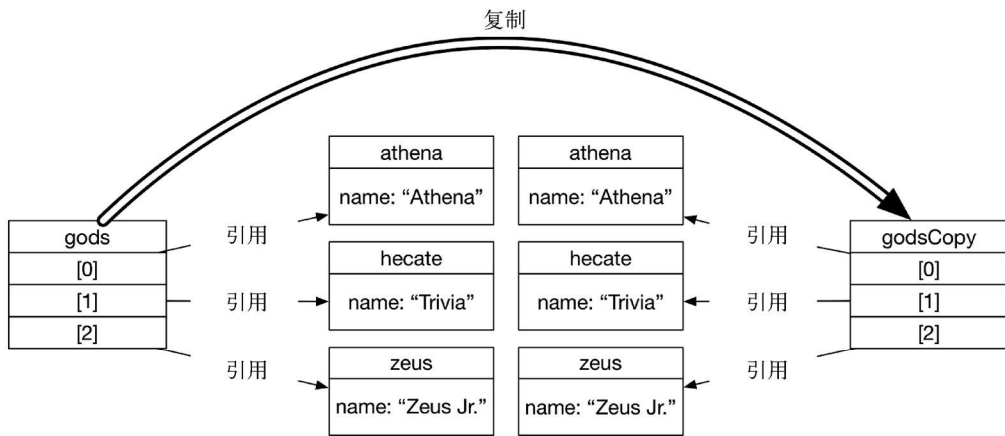 复制
athena
name: “Athena”
athena
name: “Athena”
gods
[0]
[1]
[2]
引用
引用
引用
hecate
name: “Trivia”
hecate
name: “Trivia”
zeus
name: “Zeus Jr.”
zeus
name: “Zeus Jr.”
引用
引用
引用
godsCopy
[0]
[1]
[2]